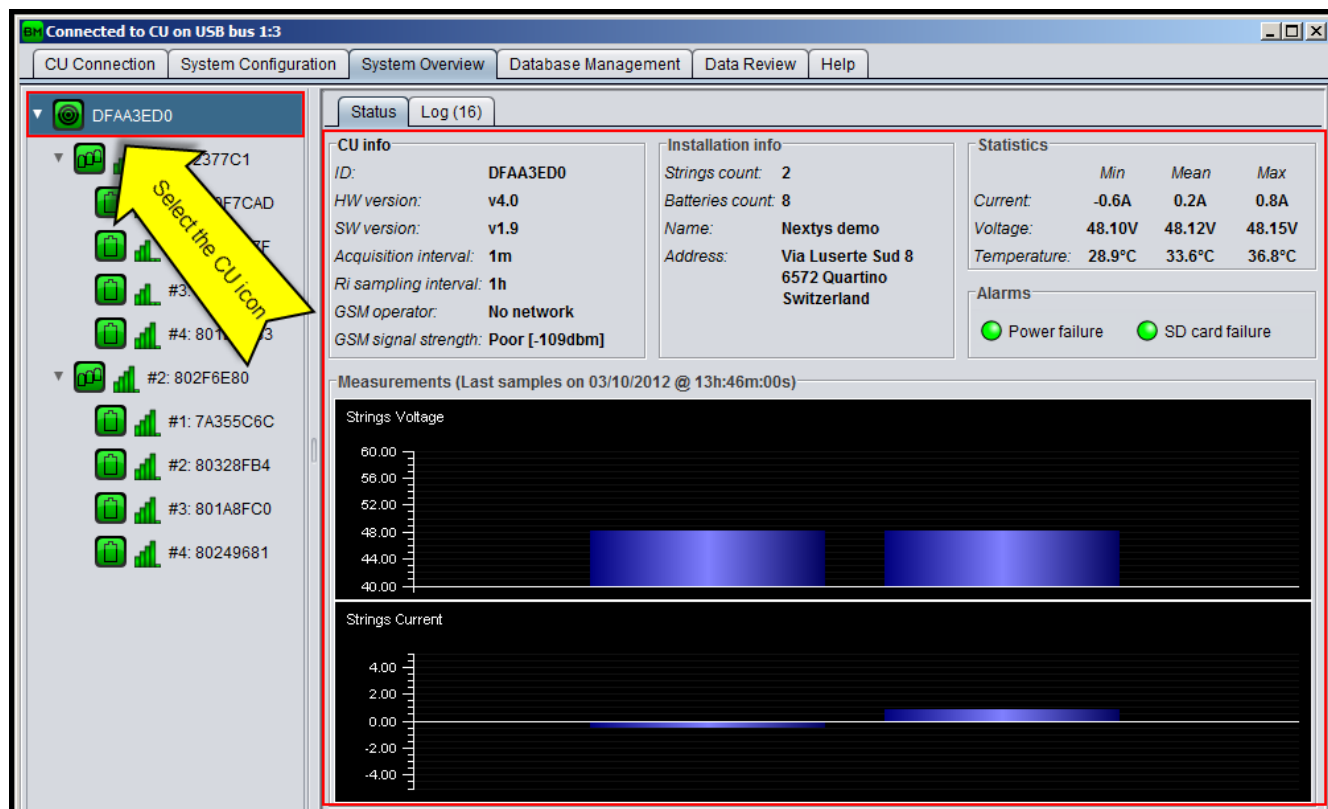 BM Connected to CU on USB bus 1:3
CU Connection System Configuration System Overview Database Management Data Review Help
DFAA3ED0
2377C1
F7CAD
#3:
#4: 801
#2: 802F6E80
#1: 7A355C6C
#2: 80328FB4
#3: 801A8FC0
#4: 80249681
Select the CU icon
Status Log (16)
CU info
ID: DFAA3ED0
HW version: v4.0
SW version: v1.9
Acquisition interval: 1m
Ri sampling interval: 1h
GSM operator: No network
GSM signal strength: Poor [-109dbm]
Installation info
Strings count: 2
Batteries count: 8
Name: Nextys demo
Address: Via Luserte Sud 8
6572 Quartino
Switzerland
Statistics
Min Mean Max
Current: -0.6A 0.2A 0.8A
Voltage: 48.10V 48.12V 48.15V
Temperature: 28.9°C 33.6°C 36.8°C
Alarms
Power failure SD card failure
Measurements (Last samples on 03/10/2012 @ 13h:46m:00s)
Strings Voltage
60.00
56.00
52.00
48.00
44.00
40.00
Strings Current
4.00
2.00
0.00
-2.00
-4.00